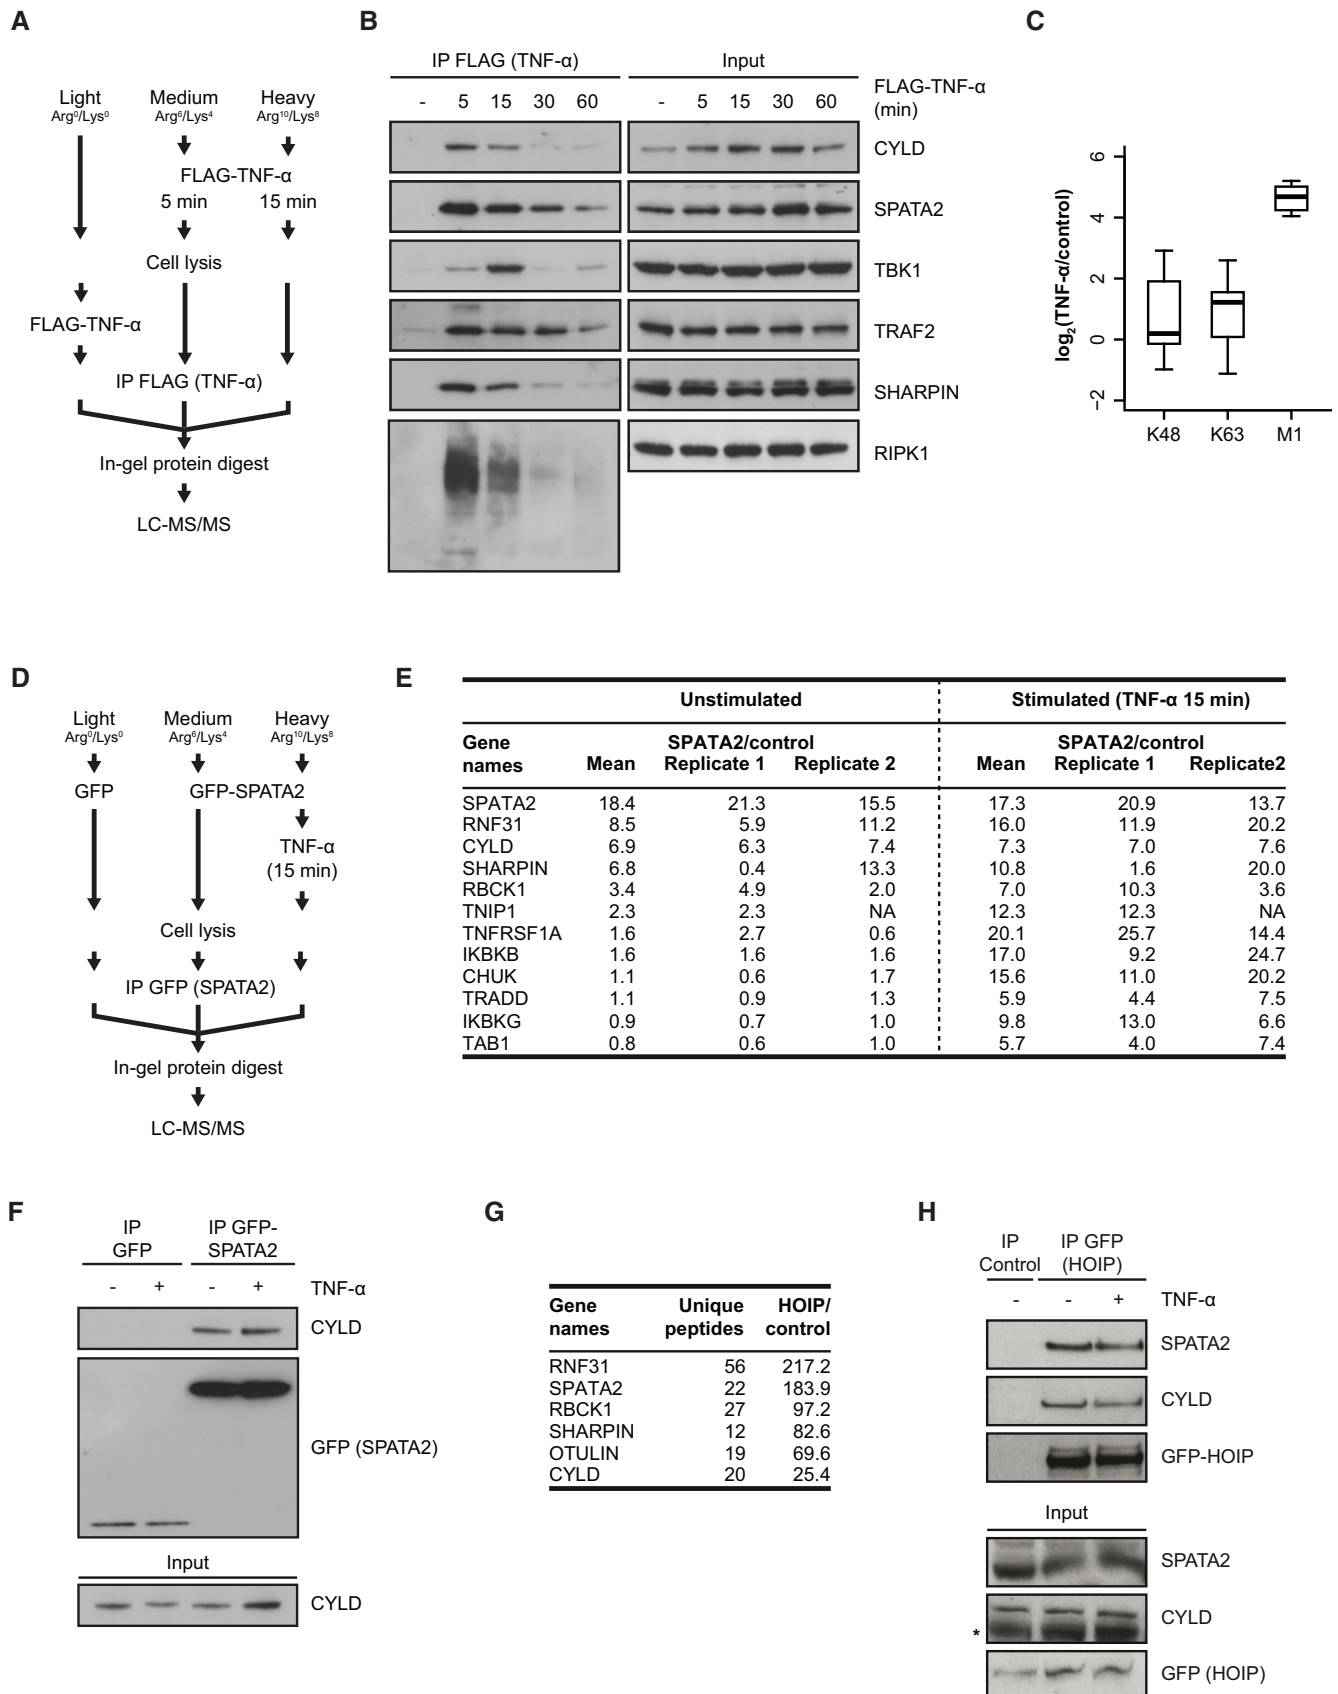 A
Light Medium Heavy
Arg⁰/Lys⁰ Arg⁶/Lys⁴ Arg¹⁰/Lys⁸
FLAG-TNF-α
5 min 15 min
Cell lysis
FLAG-TNF-α
IP FLAG (TNF-α)
In-gel protein digest
LC-MS/MS
B
IP FLAG (TNF-α) Input
- 5 15 30 60 - 5 15 30 60 FLAG-TNF-α (min)
CYLD
SPATA2
TBK1
TRAF2
SHARPIN
RIPK1
C
log₂(TNF-α/control)
6
4
2
0
−2
K48 K63 M1
D
Light Medium Heavy
Arg⁰/Lys⁰ Arg⁶/Lys⁴ Arg¹⁰/Lys⁸
GFP GFP-SPATA2
TNF-α
(15 min)
Cell lysis
IP GFP (SPATA2)
In-gel protein digest
LC-MS/MS
E
Unstimulated Stimulated (TNF-α 15 min)
Gene SPATA2/control SPATA2/control
names Mean Replicate 1 Replicate 2 Mean Replicate 1 Replicate2
SPATA2 18.4 21.3 15.5 17.3 20.9 13.7
RNF31 8.5 5.9 11.2 16.0 11.9 20.2
CYLD 6.9 6.3 7.4 7.3 7.0 7.6
SHARPIN 6.8 0.4 13.3 10.8 1.6 20.0
RBCK1 3.4 4.9 2.0 7.0 10.3 3.6
TNIP1 2.3 2.3 NA 12.3 12.3 NA
TNFRSF1A 1.6 2.7 0.6 20.1 25.7 14.4
IKBKB 1.6 1.6 1.6 17.0 9.2 24.7
CHUK 1.1 0.6 1.7 15.6 11.0 20.2
TRADD 1.1 0.9 1.3 5.9 4.4 7.5
IKBKG 0.9 0.7 1.0 9.8 13.0 6.6
TAB1 0.8 0.6 1.0 5.7 4.0 7.4
F
IP IP GFP-
GFP SPATA2
- + - + TNF-α
CYLD
GFP (SPATA2)
Input
CYLD
G
Gene Unique HOIP/
names peptides control
RNF31 56 217.2
SPATA2 22 183.9
RBCK1 27 97.2
SHARPIN 12 82.6
OTULIN 19 69.6
CYLD 20 25.4
H
IP IP GFP
Control (HOIP)
- - + TNF-α
SPATA2
CYLD
GFP-HOIP
Input
SPATA2
CYLD
*
GFP (HOIP)